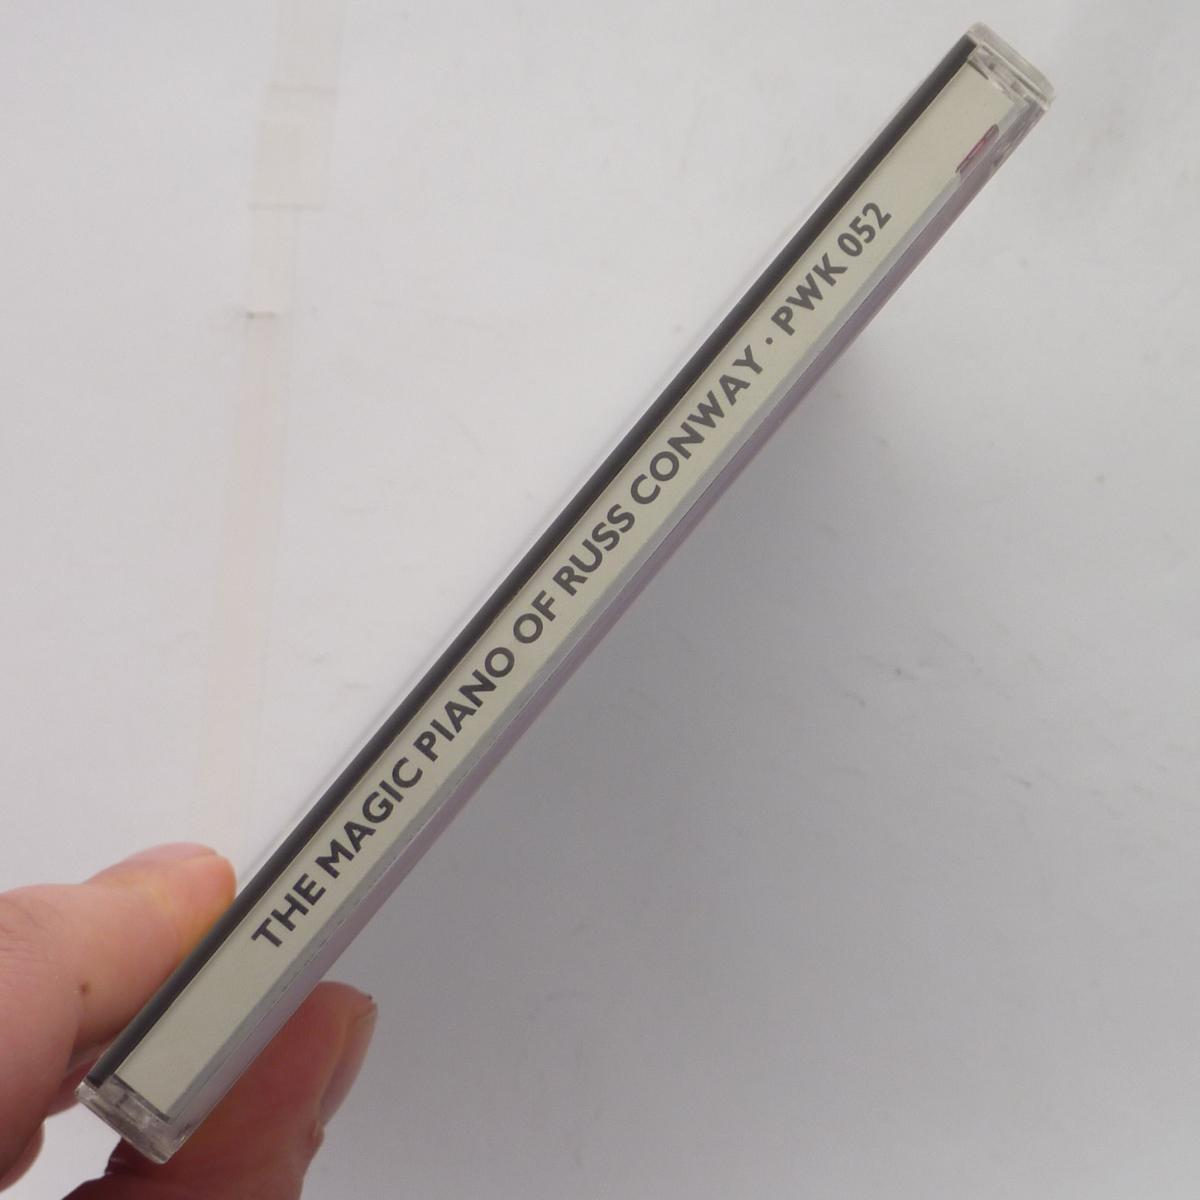 THE MAGIC PIANO OF RUSS CONWAY · PWK 052